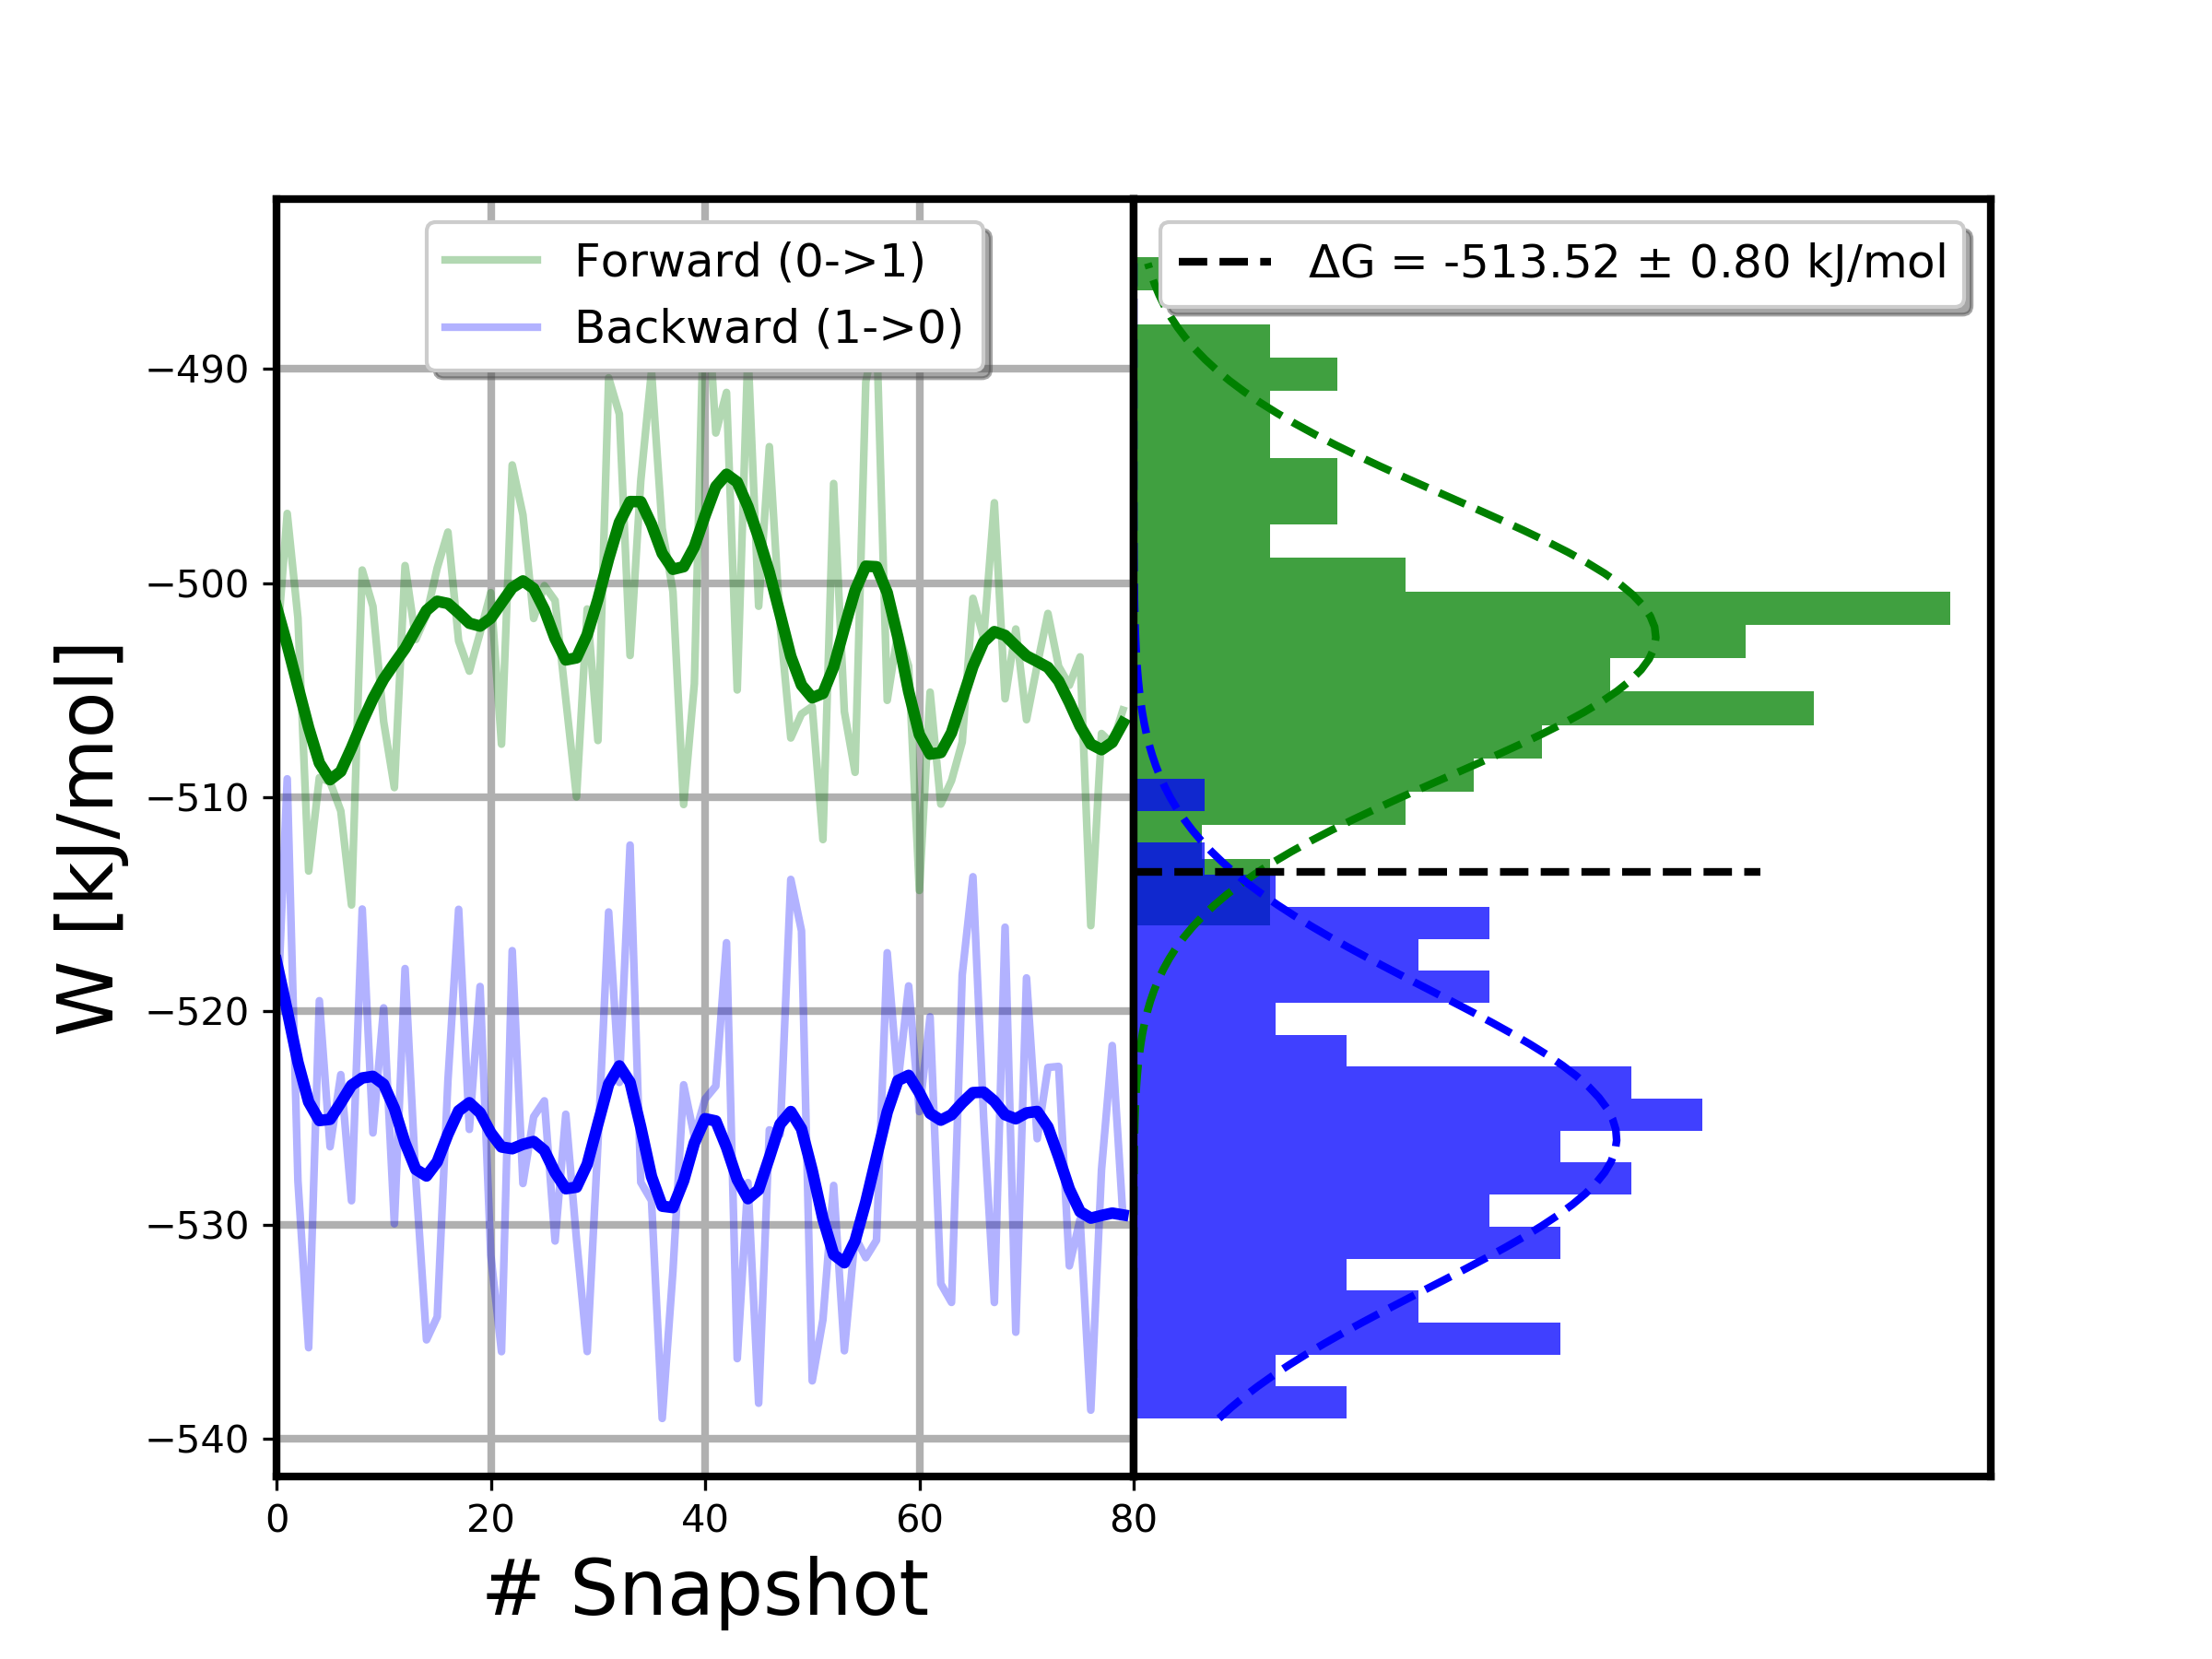 Forward (0->1)
Backward (1->0)
ΔG = -513.52 ± 0.80 kJ/mol
W [kJ/mol]
−490
−500
−510
−520
−530
−540
0 20 40 60 80
# Snapshot